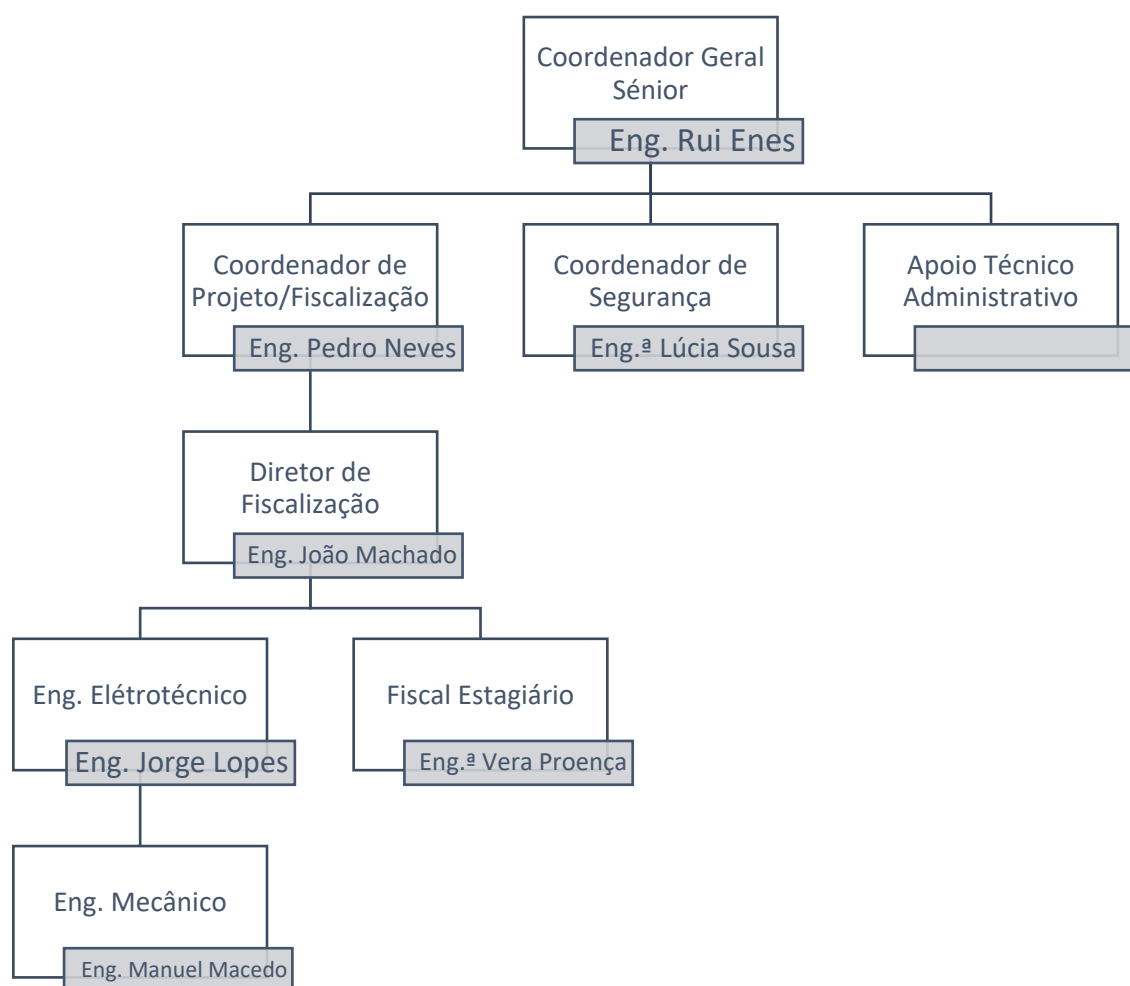 Coordenador Geral
Sénior
Eng. Rui Enes
Coordenador de
Projeto/Fiscalização
Eng. Pedro Neves
Coordenador de
Segurança
Eng.ª Lúcia Sousa
Apoio Técnico
Administrativo
Diretor de
Fiscalização
Eng. João Machado
Eng. Elétrotécnico
Eng. Jorge Lopes
Fiscal Estagiário
Eng.ª Vera Proença
Eng. Mecânico
Eng. Manuel Macedo